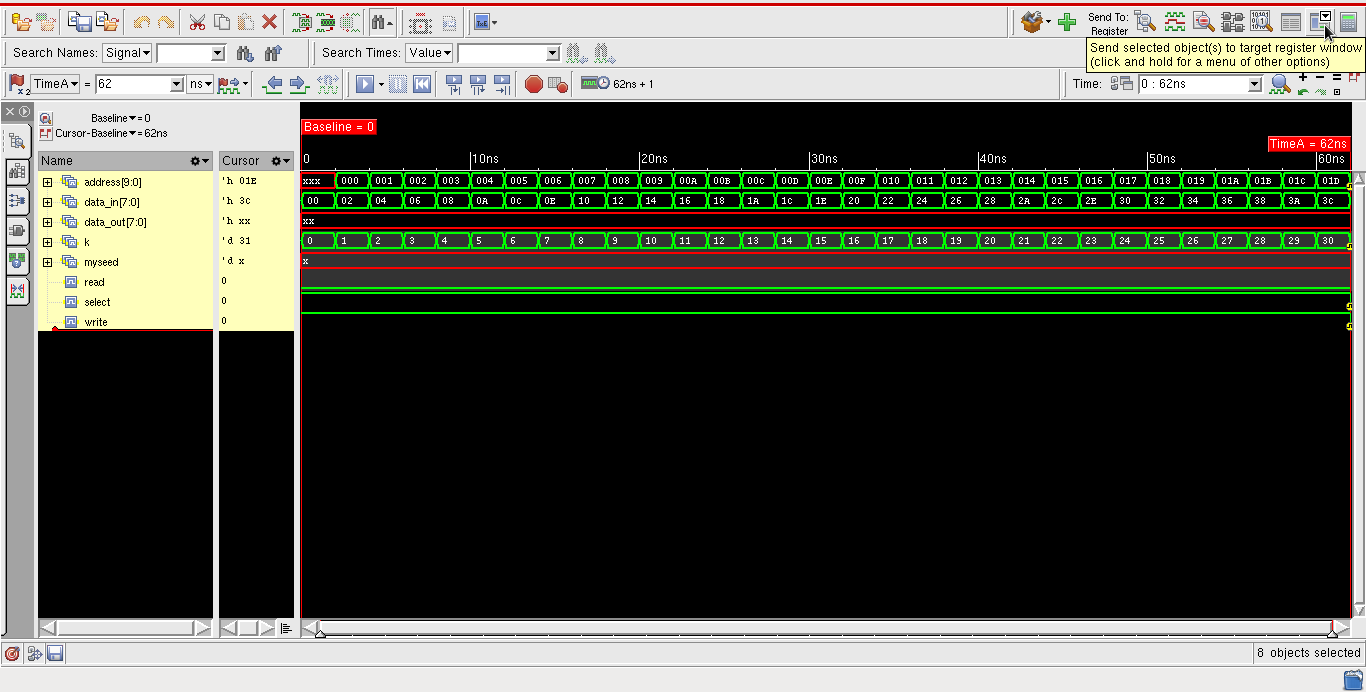 Send To:
Register
Search Names: Signal
Search Times: Value
Send selected object(s) to target register window
(click and hold for a menu of other options)
TimeA = 62 ns
62ns + 1
Time: 0 : 62ns
Baseline = 0
Cursor-Baseline = 62ns
Baseline = 0
TimeA = 62ns
Name Cursor
0 10ns 20ns 30ns 40ns 50ns 60ns
address[9:0] 'h 01E xxx 000 001 002 003 004 005 006 007 008 009 00A 00B 00C 00D 00E 00F 010 011 012 013 014 015 016 017 018 019 01A 01B 01C 01D
data_in[7:0] 'h 3C 00 02 04 06 08 0A 0C 0E 10 12 14 16 18 1A 1C 1E 20 22 24 26 28 2A 2C 2E 30 32 34 36 38 3A 3C
data_out[7:0] 'h xx xx
k 'd 31 0 1 2 3 4 5 6 7 8 9 10 11 12 13 14 15 16 17 18 19 20 21 22 23 24 25 26 27 28 29 30
myseed 'd x x
read 0
select 0
write 0
8 objects selected